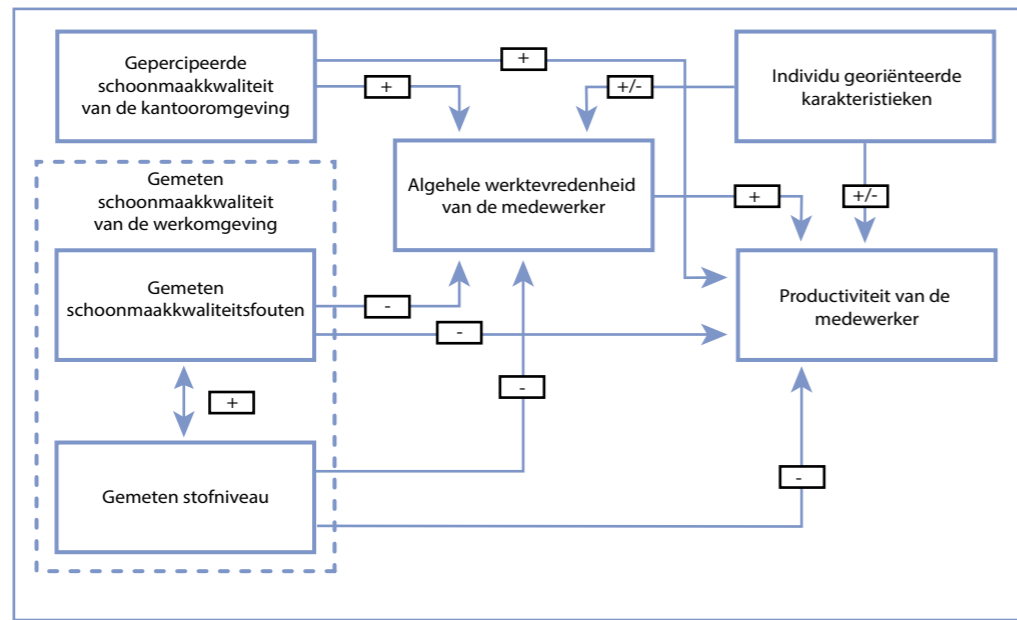 Gepercipeerde
schoonmaakkwaliteit
van de kantooromgeving
+
+
+/-
Individu georiënteerde
karakteristieken
Gemeten
schoonmaakkwaliteit
van de werkomgeving
Algehele werktevredenheid
van de medewerker
+
+/-
Gemeten
schoonmaakkwaliteitsfouten
-
-
Productiviteit van de
medewerker
+
-
Gemeten stofniveau
-